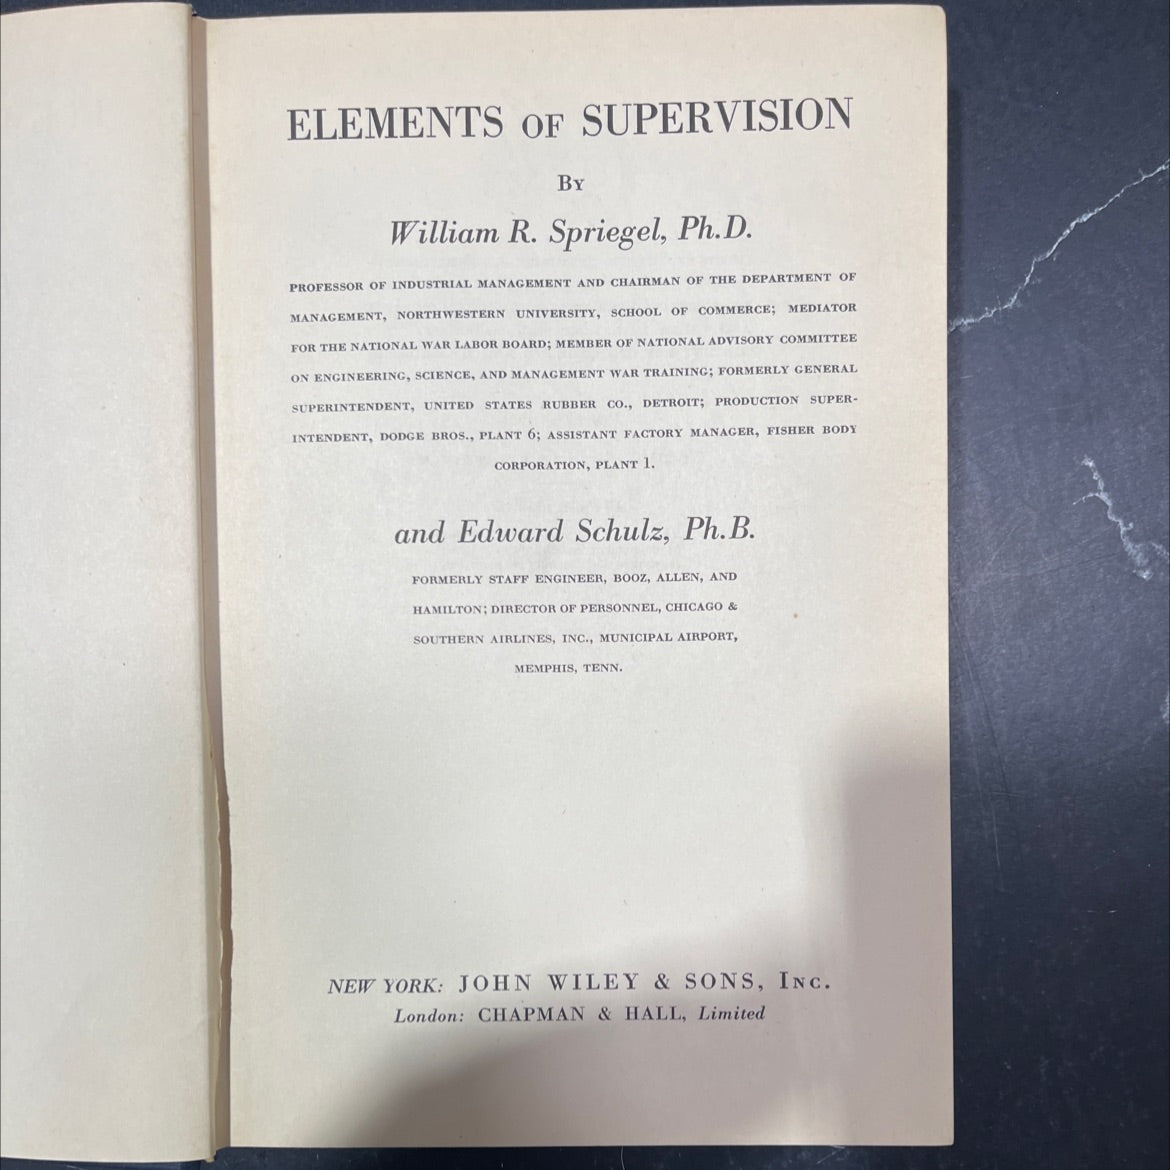 ELEMENTS OF SUPERVISION
BY
William R. Spriegel, Ph.D.
PROFESSOR OF INDUSTRIAL MANAGEMENT AND CHAIRMAN OF THE DEPARTMENT OF
MANAGEMENT, NORTHWESTERN UNIVERSITY, SCHOOL OF COMMERCE; MEDIATOR
FOR THE NATIONAL WAR LABOR BOARD; MEMBER OF NATIONAL ADVISORY COMMITTEE
ON ENGINEERING, SCIENCE, AND MANAGEMENT WAR TRAINING; FORMERLY GENERAL
SUPERINTENDENT, UNITED STATES RUBBER CO., DETROIT; PRODUCTION SUPER-
INTENDENT, DODGE BROS., PLANT 6; ASSISTANT FACTORY MANAGER, FISHER BODY
CORPORATION, PLANT 1.
and Edward Schulz, Ph.B.
FORMERLY STAFF ENGINEER, BOOZ, ALLEN, AND
HAMILTON; DIRECTOR OF PERSONNEL, CHICAGO &
SOUTHERN AIRLINES, INC., MUNICIPAL AIRPORT,
MEMPHIS, TENN.
NEW YORK: JOHN WILEY & SONS, INC.
London: CHAPMAN & HALL, Limited